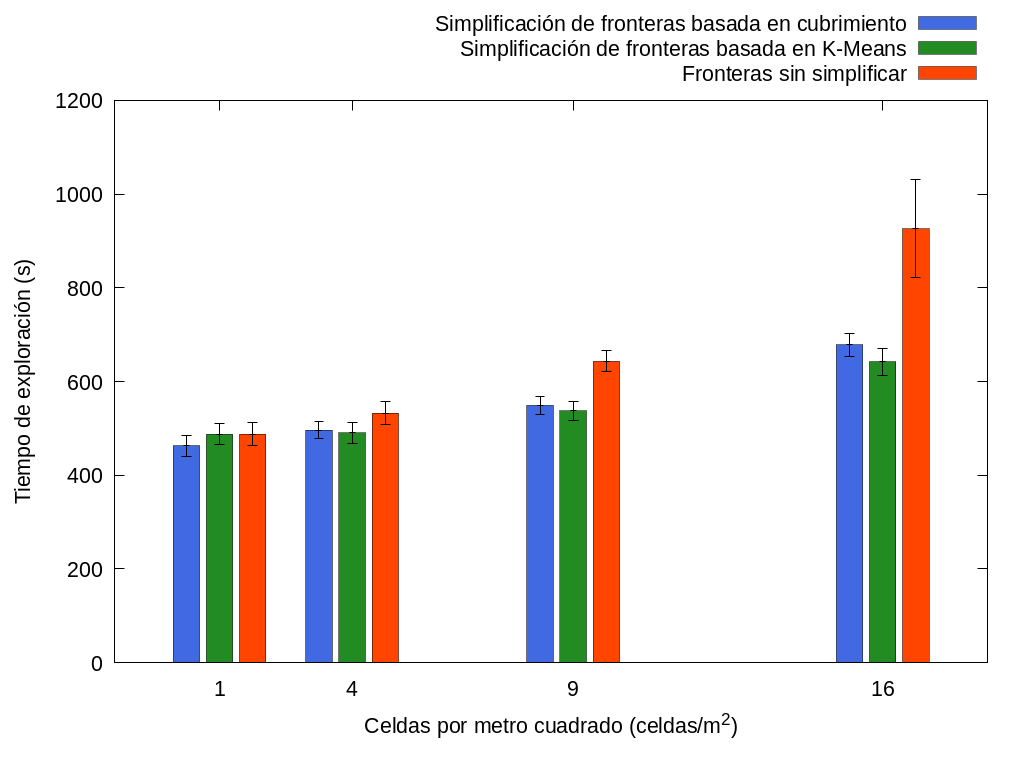 Simplificación de fronteras basada en cubrimiento
Simplificación de fronteras basada en K-Means
Fronteras sin simplificar
1200
1000
800
600
400
200
0
Tiempo de exploración (s)
1 4 9 16
Celdas por metro cuadrado (celdas/m²)